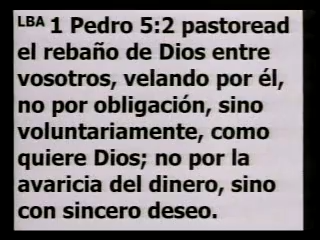 LBA 1 Pedro 5:2 pastoread
el rebaño de Dios entre
vosotros, velando por él,
no por obligación, sino
voluntariamente, como
quiere Dios; no por la
avaricia del dinero, sino
con sincero deseo.